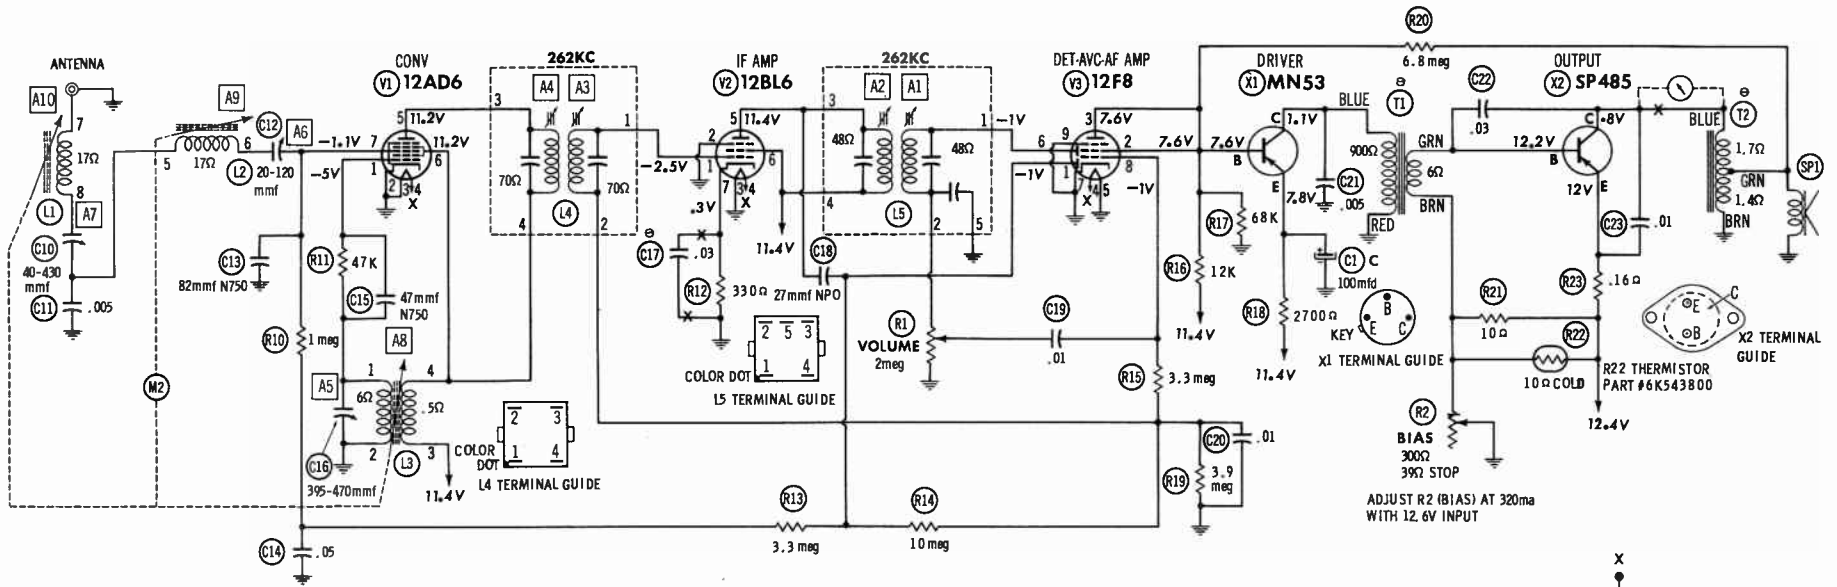 ANTENNA
A10
7
17Ω
8
L1
A7
C10
40-430
mmf
C11
.005
5
A9
17Ω
6
L2
C12
20-120
mmf
A6
-1.1V
CONV
V1 12AD6
5 11.2V
7
1
6
11.2V
2
3
4
X
-5V
C13
82mmf N750
R11
47K
C15
47mmf
N750
R10
1 meg
M2
A8
A5
1
4
6Ω
.5Ω
2
3
L3
C16
395-470mmf
11.4V
C14
.05
262KC
A4
A3
3
1
70Ω
70Ω
4
L4
2
COLOR
DOT
2 3
1 4
L4 TERMINAL GUIDE
-2.5V
IF AMP
V2 12BL6
5 11.4V
2
1
6
7
3
4
X
.3V
C17
.03
R12
330Ω
11.4V
C18
27mmf NPO
COLOR DOT
2 5 3
1 4
L5 TERMINAL GUIDE
262KC
A2
A1
3
1
48Ω
48Ω
4
L5
2
5
-1V
R1
VOLUME
2meg
C19
.01
DET-AVC-AF AMP
V3 12F8
3 7.6V
9
6
2
1
8
7
4
5
X
-1V
-1V
7.6V
R16
12K
11.4V
R17
68K
R15
3.3 meg
R13
3.3 meg
R14
10 meg
R19
3.9
meg
C20
.01
R20
6.8 meg
DRIVER
X1 MN53
C 1.1V
7.6V
B
E
7.8V
C21
.005
C1 C
100mfd
R18
2700Ω
11.4V
KEY
B
E C
X1 TERMINAL GUIDE
BLUE
T1
900Ω
RED
GRN
6Ω
BRN
C22
.03
OUTPUT
X2 SP485
C .8V
12.2V
B
E
12V
C23
.01
R23
.16Ω
R21
10Ω
R22
10Ω COLD
R22 THERMISTOR
PART #6K543800
12.4V
R2
BIAS
300Ω
39Ω STOP
ADJUST R2 (BIAS) AT 320ma
WITH 12.6V INPUT
BLUE
T2
1.7Ω
GRN
1.4Ω
BRN
SP1
E
B
C
X2 TERMINAL
GUIDE
X